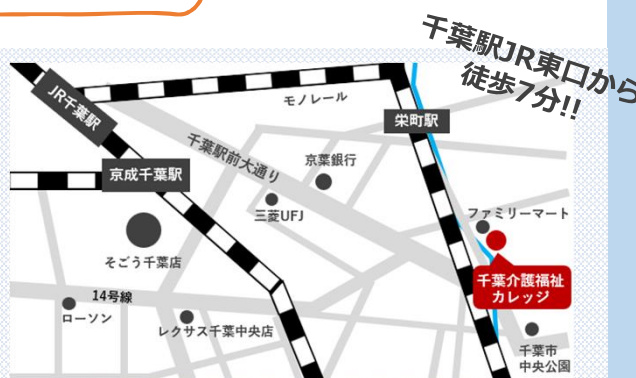 千葉駅JR東口から
徒歩7分!!
JR千葉駅
モノレール
栄町駅
千葉駅前大通り
京葉銀行
京成千葉駅
三菱UFJ
ファミリーマート
そごう千葉店
千葉介護福祉
カレッジ
14号線
ローソン
レクサス千葉中央店
千葉市
中央公園